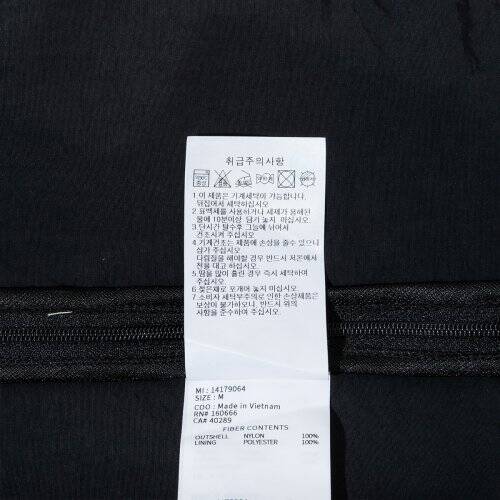 취급주의사항
1.이 제품은 기계세탁이 가능합니다.
뒤집어서 세탁하십시오
2.표백제를 사용하거나 세제가 용해된
물에 10분이상 담기 놓지 마십시오
3.단시간 탈수후 그늘에 뉘어서
건조시켜 주십시오
4.기계건조는 제품에 손상을 줄수 있으니
삼가 주십시오
다림질을 해야할 경우 반드시 저온에서
천을 대고 하십시오
5.땀을 많이 흘린 경우 즉시 세탁하여
주십시오
6.젖은채로 포개어 놓지 마십시오
7.소비자 세탁부주의로 인한 손상제품은
보상이 불가하오니, 반드시 위의
사항을 준수하여 주십시오
MI : 14179064
SIZE : M
COO : Made in Vietnam
RN# 160666
CA# 40289
FIBER CONTENTS
OUTSHELL NYLON 100%
LINING POLYESTER 100%